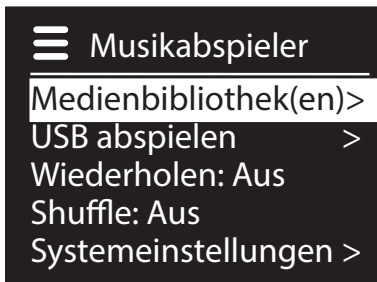 Musikabspieler
Medienbibliothek(en)>
USB abspielen >
Wiederholen: Aus
Shuffle: Aus
Systemeinstellungen >